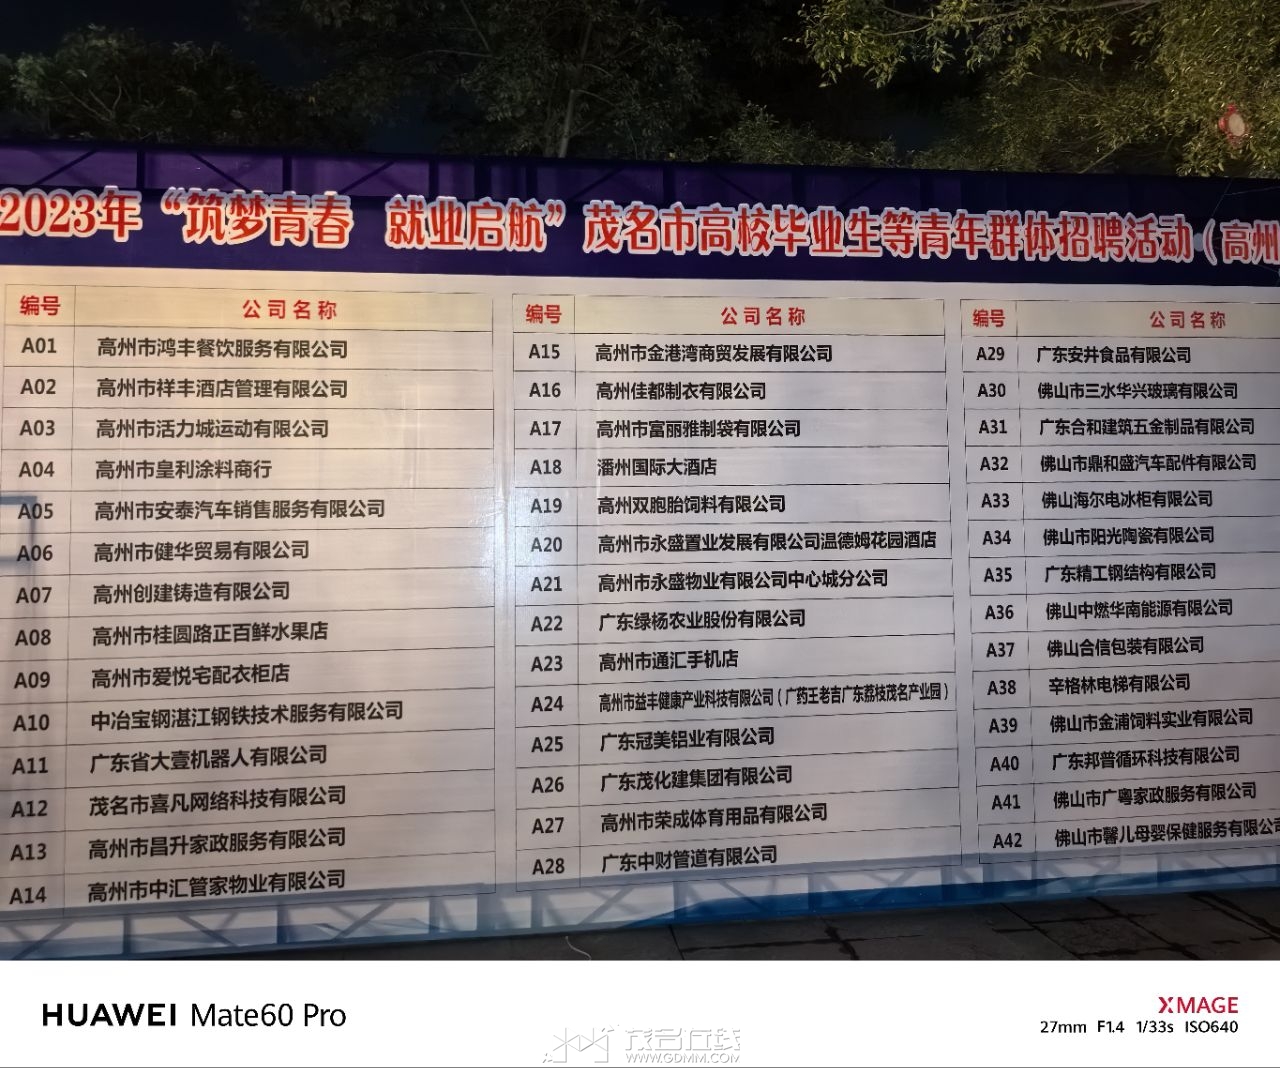 2023年“筑梦青春 就业启航”茂名市高校毕业生等青年群体招聘活动（高州
编号 公司名称
A01 高州市鸿丰餐饮服务有限公司
A02 高州市祥丰酒店管理有限公司
A03 高州市活力城运动有限公司
A04 高州市皇利涂料商行
A05 高州市安泰汽车销售服务有限公司
A06 高州市健华贸易有限公司
A07 高州创建铸造有限公司
A08 高州市桂圆路正百鲜水果店
A09 高州市爱悦宅配衣柜店
A10 中冶宝钢湛江钢铁技术服务有限公司
A11 广东省大壹机器人有限公司
A12 茂名市喜凡网络科技有限公司
A13 高州市昌升家政服务有限公司
A14 高州市中汇管家物业有限公司
编号 公司名称
A15 高州市金港湾商贸发展有限公司
A16 高州佳都制衣有限公司
A17 高州市富丽雅制袋有限公司
A18 潘州国际大酒店
A19 高州双胞胎饲料有限公司
A20 高州市永盛置业发展有限公司温德姆花园酒店
A21 高州市永盛物业有限公司中心城分公司
A22 广东绿杨农业股份有限公司
A23 高州市通汇手机店
A24 高州市益丰健康产业科技有限公司（广药王老吉广东荔枝茂名产业园）
A25 广东冠美铝业有限公司
A26 广东茂化建集团有限公司
A27 高州市荣成体育用品有限公司
A28 广东中财管道有限公司
编号 公司名称
A29 广东安井食品有限公司
A30 佛山市三水华兴玻璃有限公司
A31 广东合和建筑五金制品有限公司
A32 佛山市鼎和盛汽车配件有限公司
A33 佛山海尔电冰柜有限公司
A34 佛山市阳光陶瓷有限公司
A35 广东精工钢结构有限公司
A36 佛山中燃华南能源有限公司
A37 佛山合信包装有限公司
A38 辛格林电梯有限公司
A39 佛山市金浦饲料实业有限公司
A40 广东邦普循环科技有限公司
A41 佛山市广粤家政服务有限公司
A42 佛山市馨儿母婴保健服务有限公司
HUAWEI Mate60 Pro
XMAGE
27mm F1.4 1/33s ISO640
茂名在线
WWW.GDMM.COM